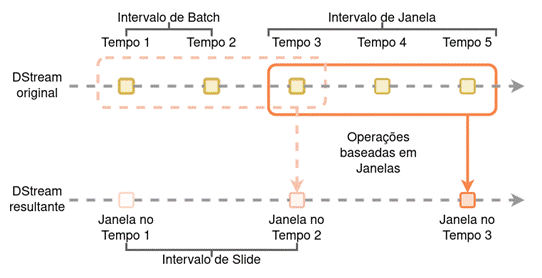 Intervalo de Batch
Intervalo de Janela
Tempo 1
Tempo 2
Tempo 3
Tempo 4
Tempo 5
DStream
original
Operações
baseadas em
Janelas
DStream
resultante
Janela no
Tempo 1
Janela no
Tempo 2
Janela no
Tempo 3
Intervalo de Slide